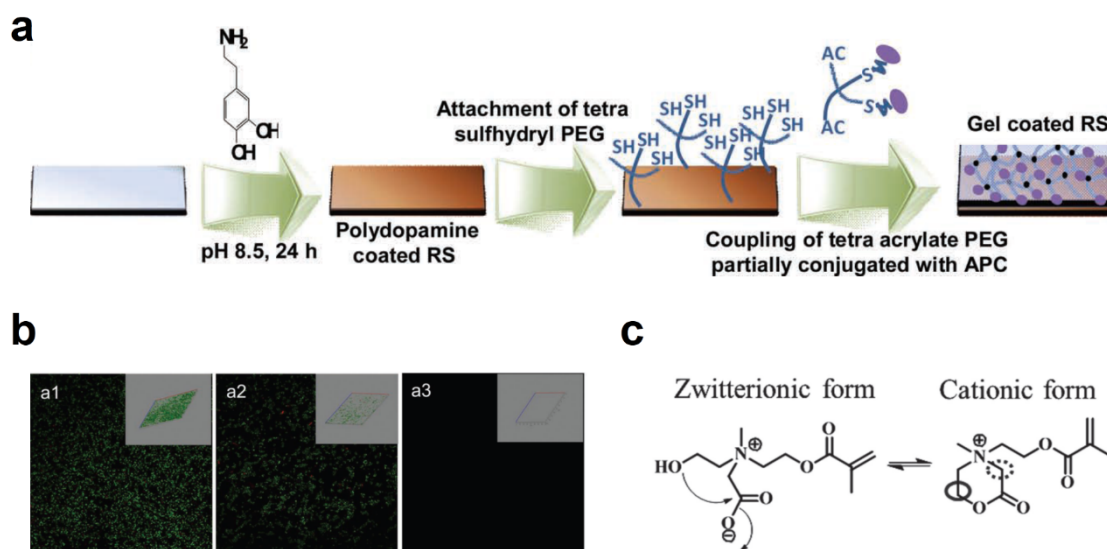 a
NH2
OH
OH
pH 8.5, 24 h
Polydopamine
coated RS
Attachment of tetra
sulfhydryl PEG
SH SH SH SH
SH SH SH SH
SH SH SH
AC
S
S
AC
Coupling of tetra acrylate PEG
partially conjugated with APC
Gel coated RS
b
a1
a2
a3
c
Zwitterionic form
Cationic form
HO
N
⊕
O
O
O
O
⊖
N
⊕
O
O
O
O